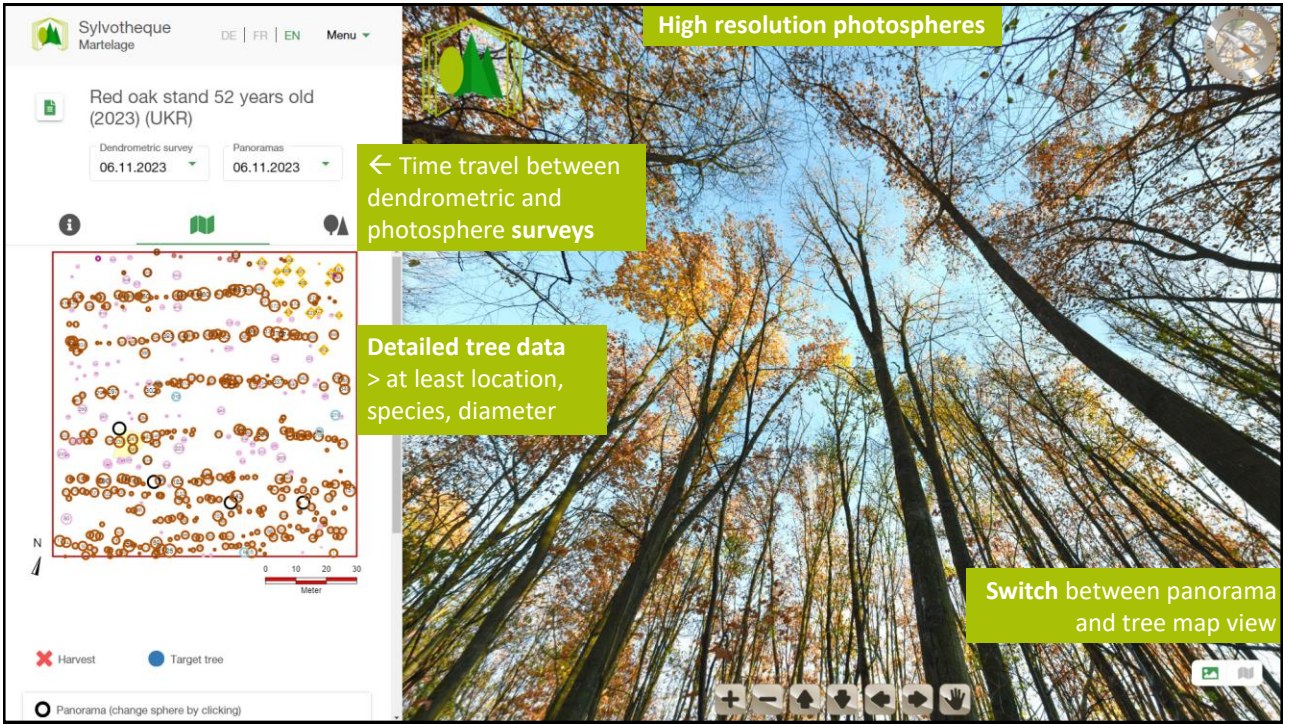 Sylvotheque
Martelage
DE | FR | EN
Menu
Red oak stand 52 years old
(2023) (UKR)
Dendrometric survey
06.11.2023
Panoramas
06.11.2023
N
0 10 20 30
Meter
Harvest
Target tree
Panorama (change sphere by clicking)
High resolution photospheres
← Time travel between
dendrometric and
photosphere surveys
Detailed tree data
> at least location,
species, diameter
Switch between panorama
and tree map view